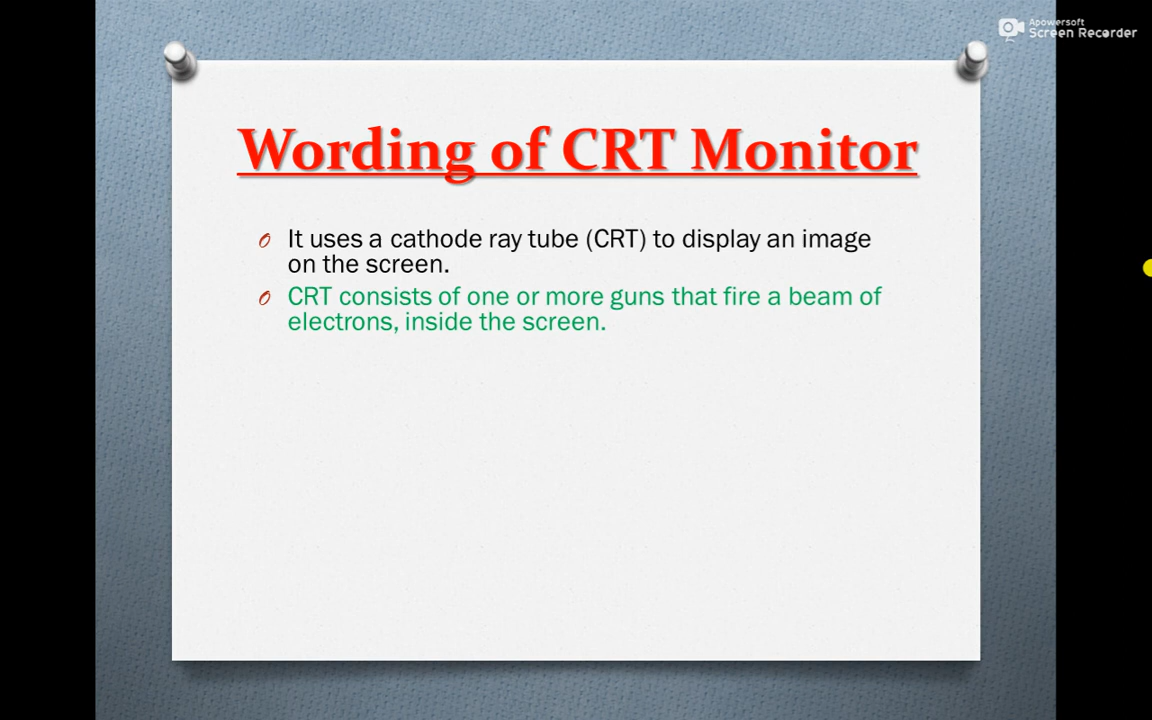 Apowersoft
Screen Recorder
Wording of CRT Monitor
It uses a cathode ray tube (CRT) to display an image
on the screen.
CRT consists of one or more guns that fire a beam of
electrons, inside the screen.